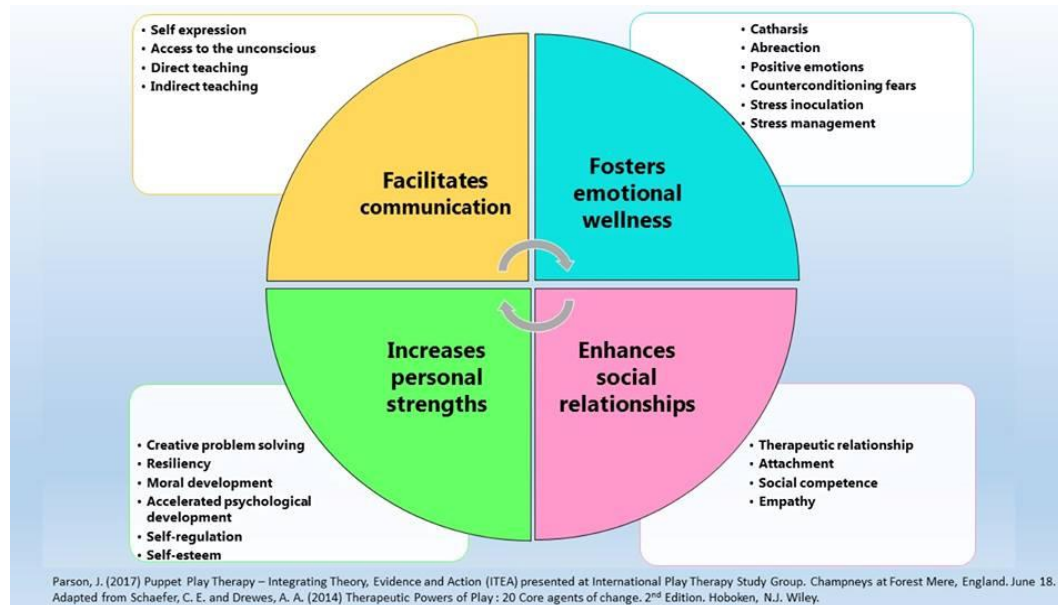 • Self expression
• Access to the unconscious
• Direct teaching
• Indirect teaching
• Catharsis
• Abreaction
• Positive emotions
• Counterconditioning fears
• Stress inoculation
• Stress management
Facilitates
communication
Fosters
emotional
wellness
Increases
personal
strengths
Enhances
social
relationships
• Creative problem solving
• Resiliency
• Moral development
• Accelerated psychological
development
• Self-regulation
• Self-esteem
• Therapeutic relationship
• Attachment
• Social competence
• Empathy
Parson, J. (2017) Puppet Play Therapy – Integrating Theory, Evidence and Action (ITEA) presented at International Play Therapy Study Group. Champneys at Forest Mere, England. June 18.
Adapted from Schaefer, C. E. and Drewes, A. A. (2014) Therapeutic Powers of Play : 20 Core agents of change. 2nd Edition. Hoboken, N.J. Wiley.